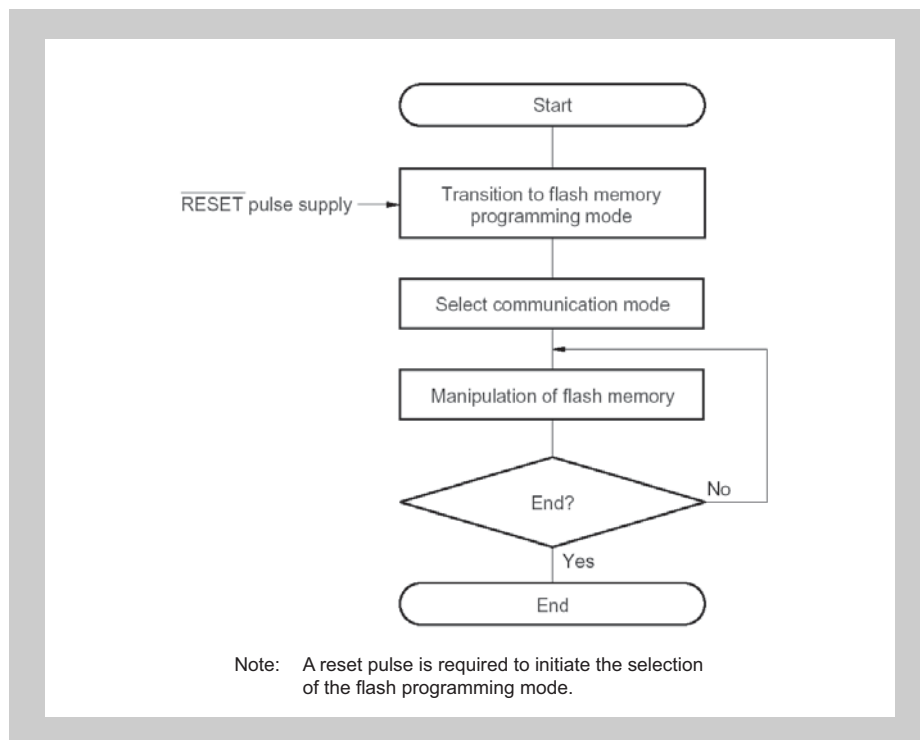 Start
RESET pulse supply
Transition to flash memory
programming mode
Select communication mode
Manipulation of flash memory
End?
No
Yes
End
Note: A reset pulse is required to initiate the selection
of the flash programming mode.